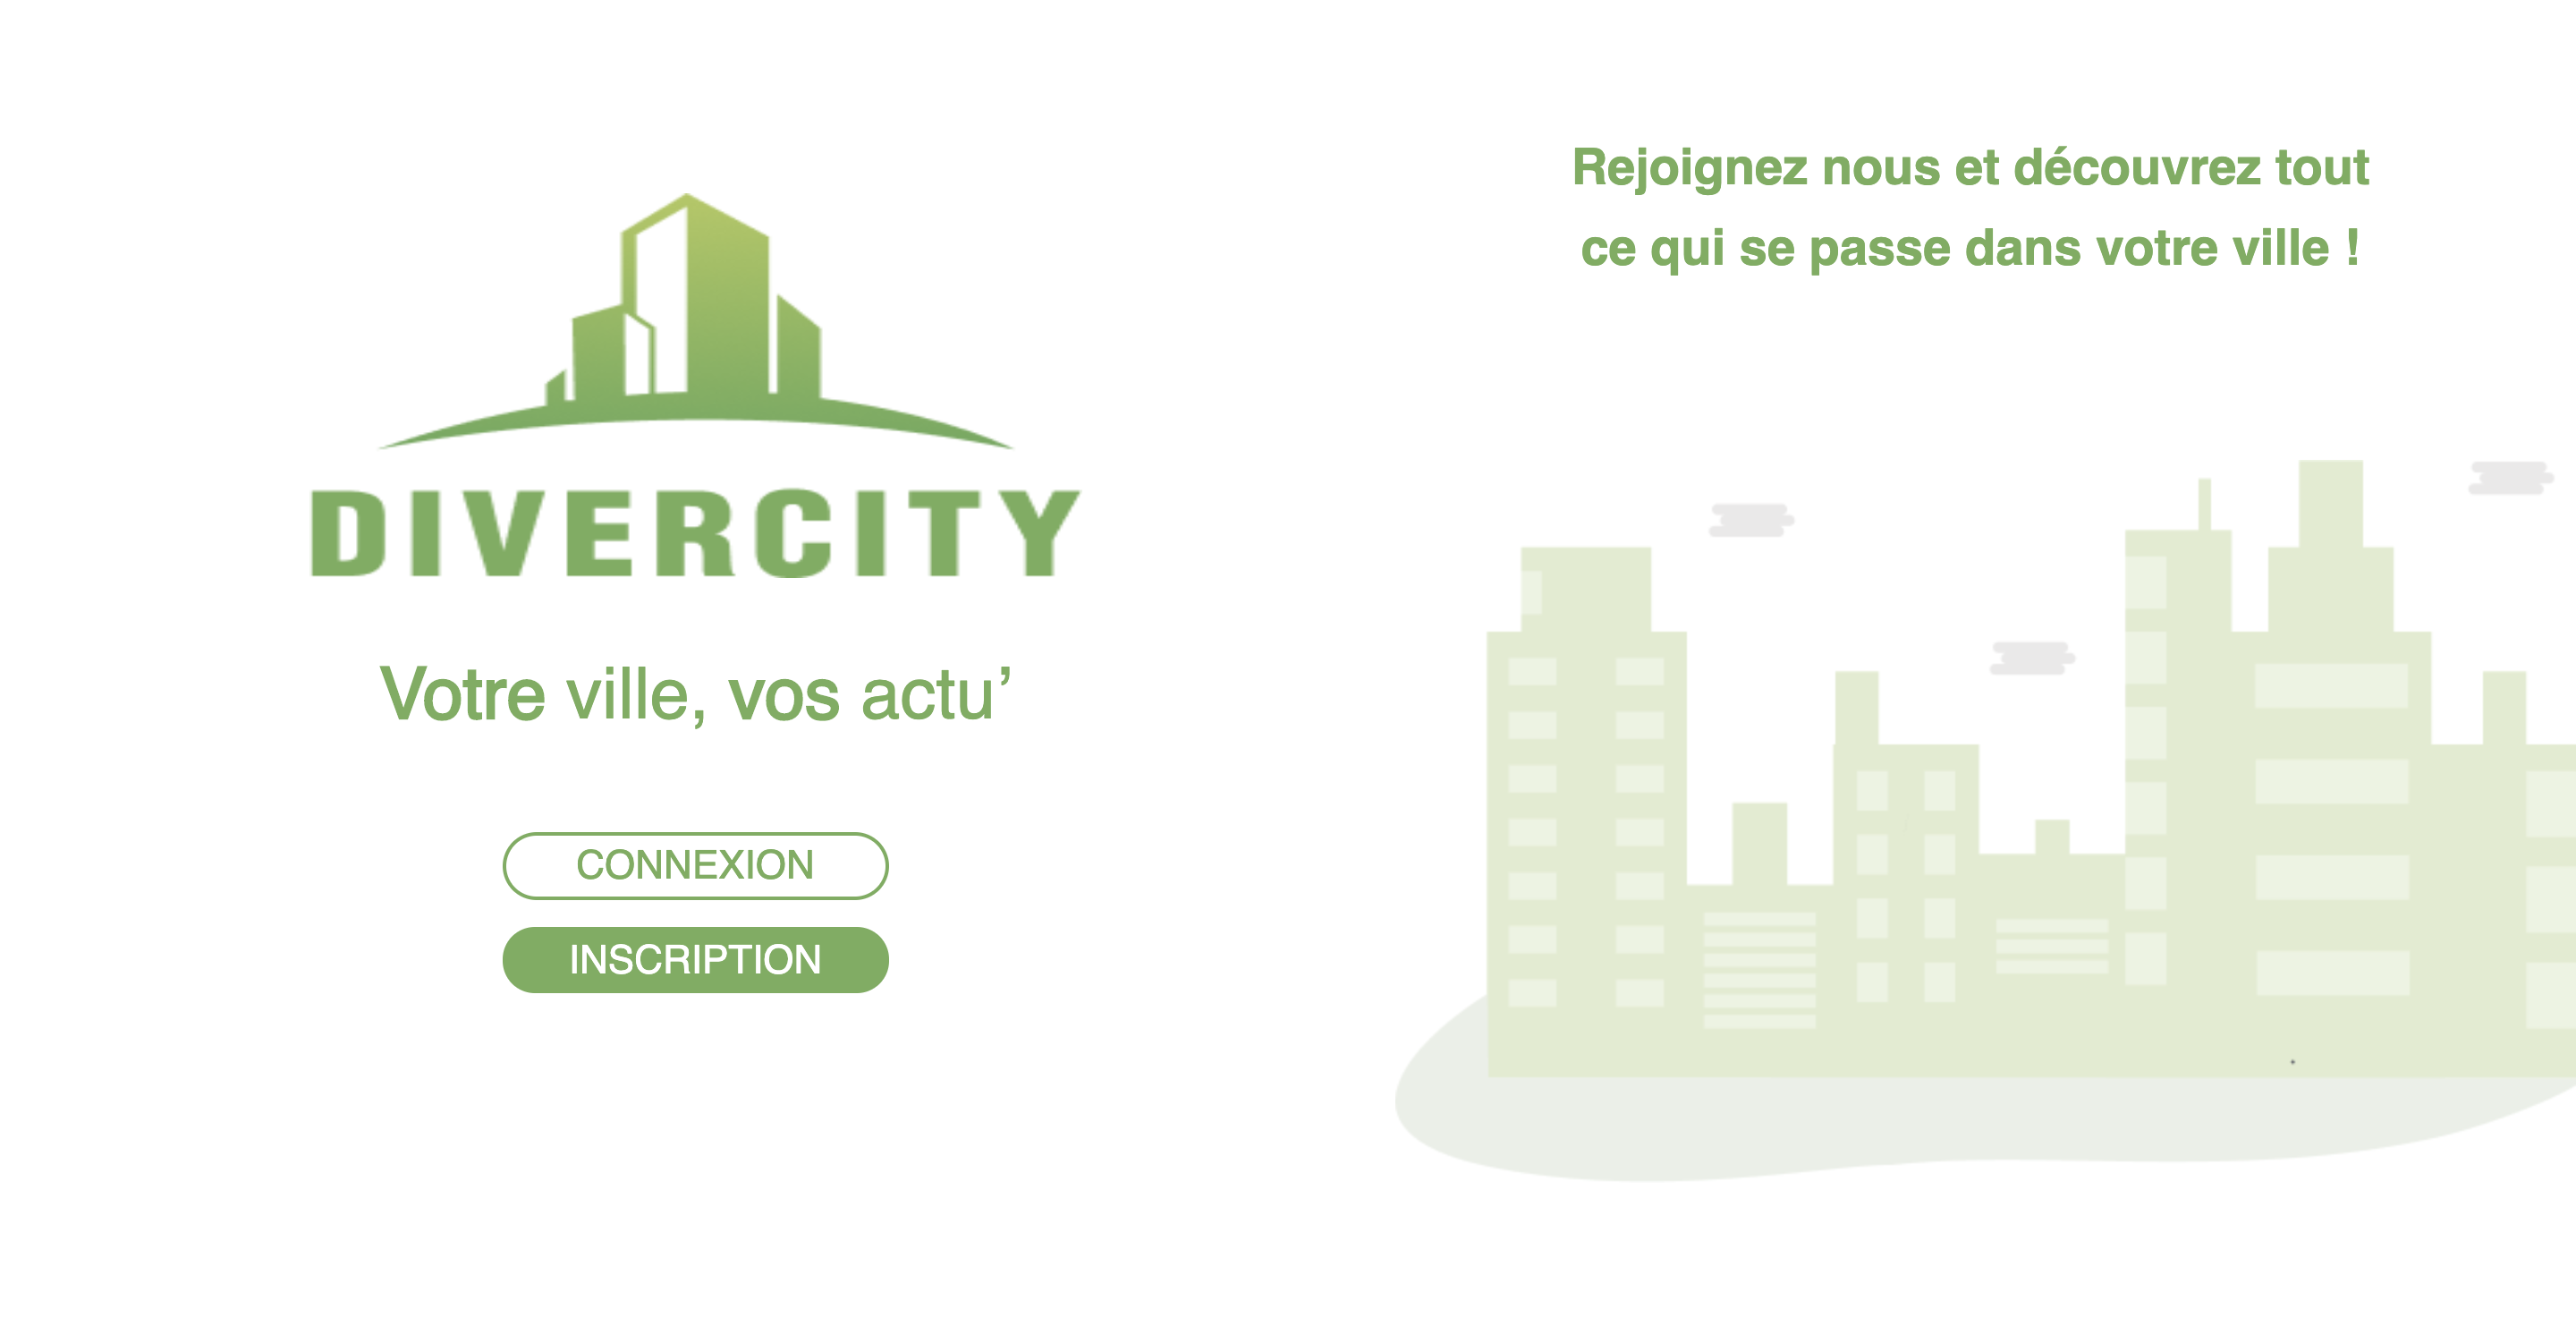 DIVERCITY
Votre ville, vos actu’
CONNEXION
INSCRIPTION
Rejoignez nous et découvrez tout
ce qui se passe dans votre ville !